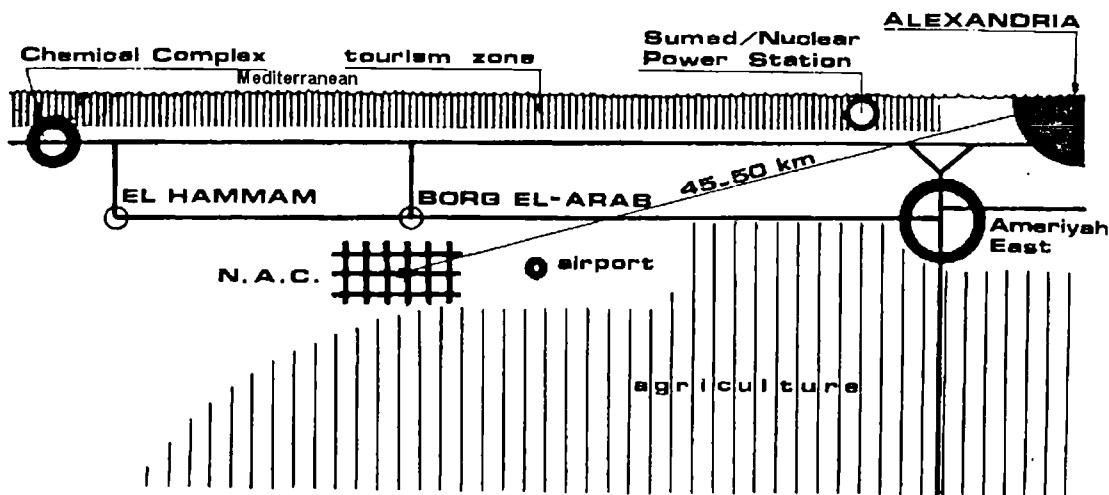 ALEXANDRIA
Chemical Complex
tourism zone
Sumed/Nuclear
Power Station
Mediterranean
45-50 km
EL HAMMAM
BORG EL-ARAB
Ameriyah
East
N.A.C.
airport
agriculture